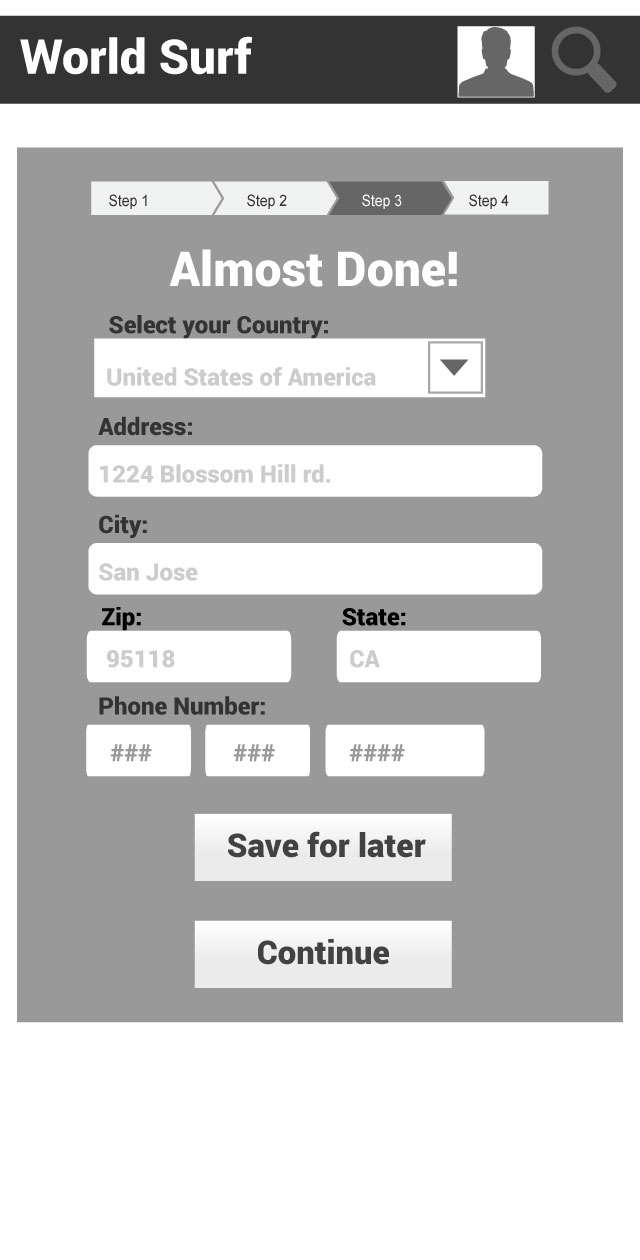 World Surf
Step 1 Step 2 Step 3 Step 4
Almost Done!
Select your Country:
United States of America
Address:
1224 Blossom Hill rd.
City:
San Jose
Zip: State:
95118 CA
Phone Number:
### ### ####
Save for later
Continue